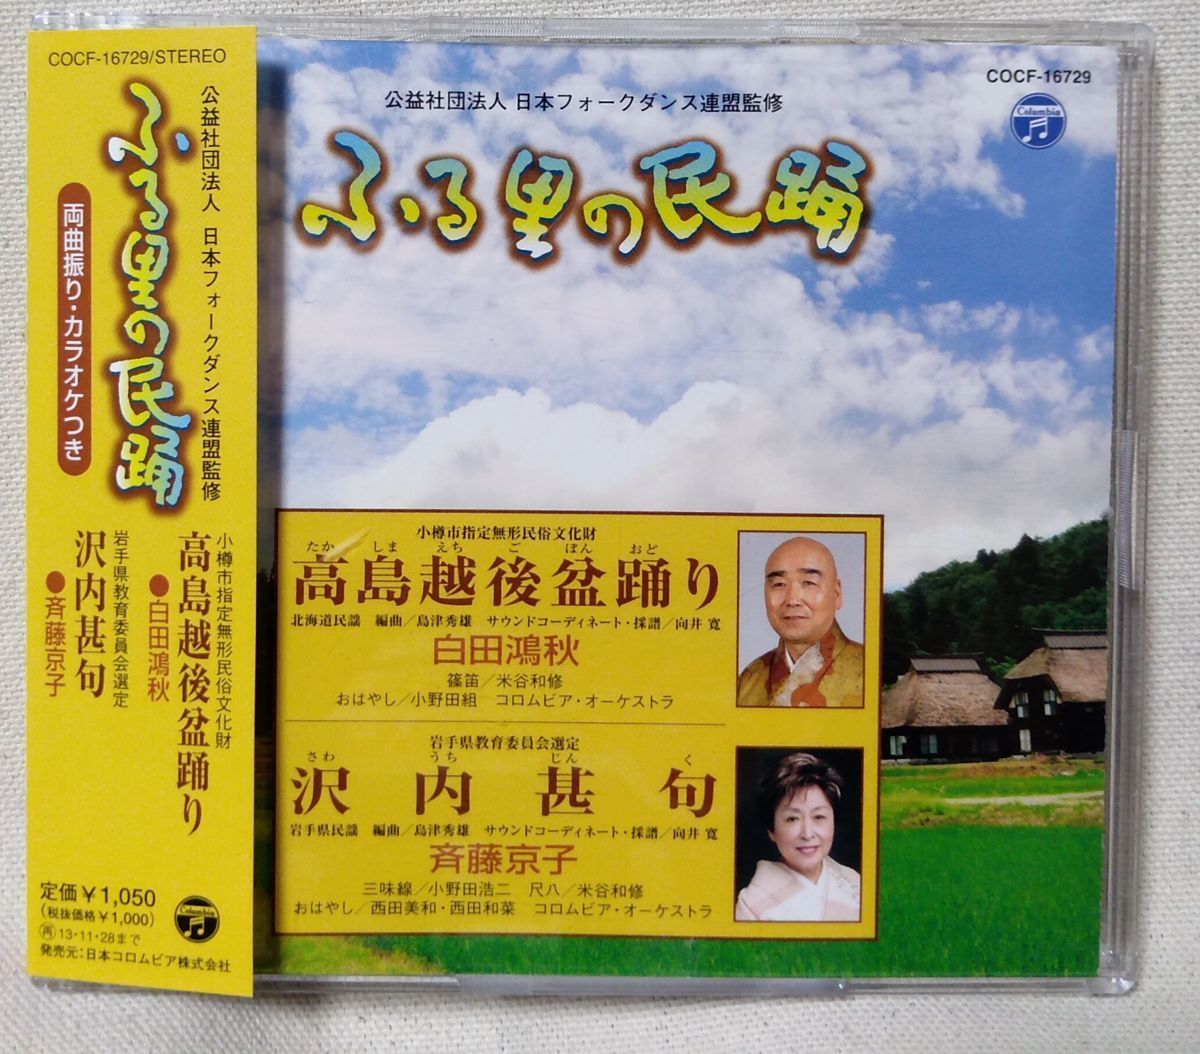 COCF-16729/STEREO
公益社団法人 日本フォークダンス連盟監修
ふる里の民踊
両曲振り・カラオケつき
小樽市指定無形民俗文化財
高島越後盆踊り
●白田鴻秋
岩手県教育委員会選定
沢内甚句
●斉藤京子
定価￥1,050
(税抜価格￥1,000)
再13・11・28まで
発売元:日本コロムビア株式会社
Columbia
COCF-16729
Columbia
公益社団法人 日本フォークダンス連盟監修
ふる里の民踊
小樽市指定無形民俗文化財
たか しま えち ご ぼん おど
高島越後盆踊り
北海道民謡 編曲／島津秀雄 サウンドコーディネート・採譜／向井 寛
白田鴻秋
篠笛／米谷和修
おはやし／小野田組 コロムビア・オーケストラ
岩手県教育委員会選定
さわ うち じん く
沢内甚句
岩手県民謡 編曲／島津秀雄 サウンドコーディネート・採譜／向井 寛
斉藤京子
三味線／小野田浩二 尺八／米谷和修
おはやし／西田美和・西田和菜 コロムビア・オーケストラ